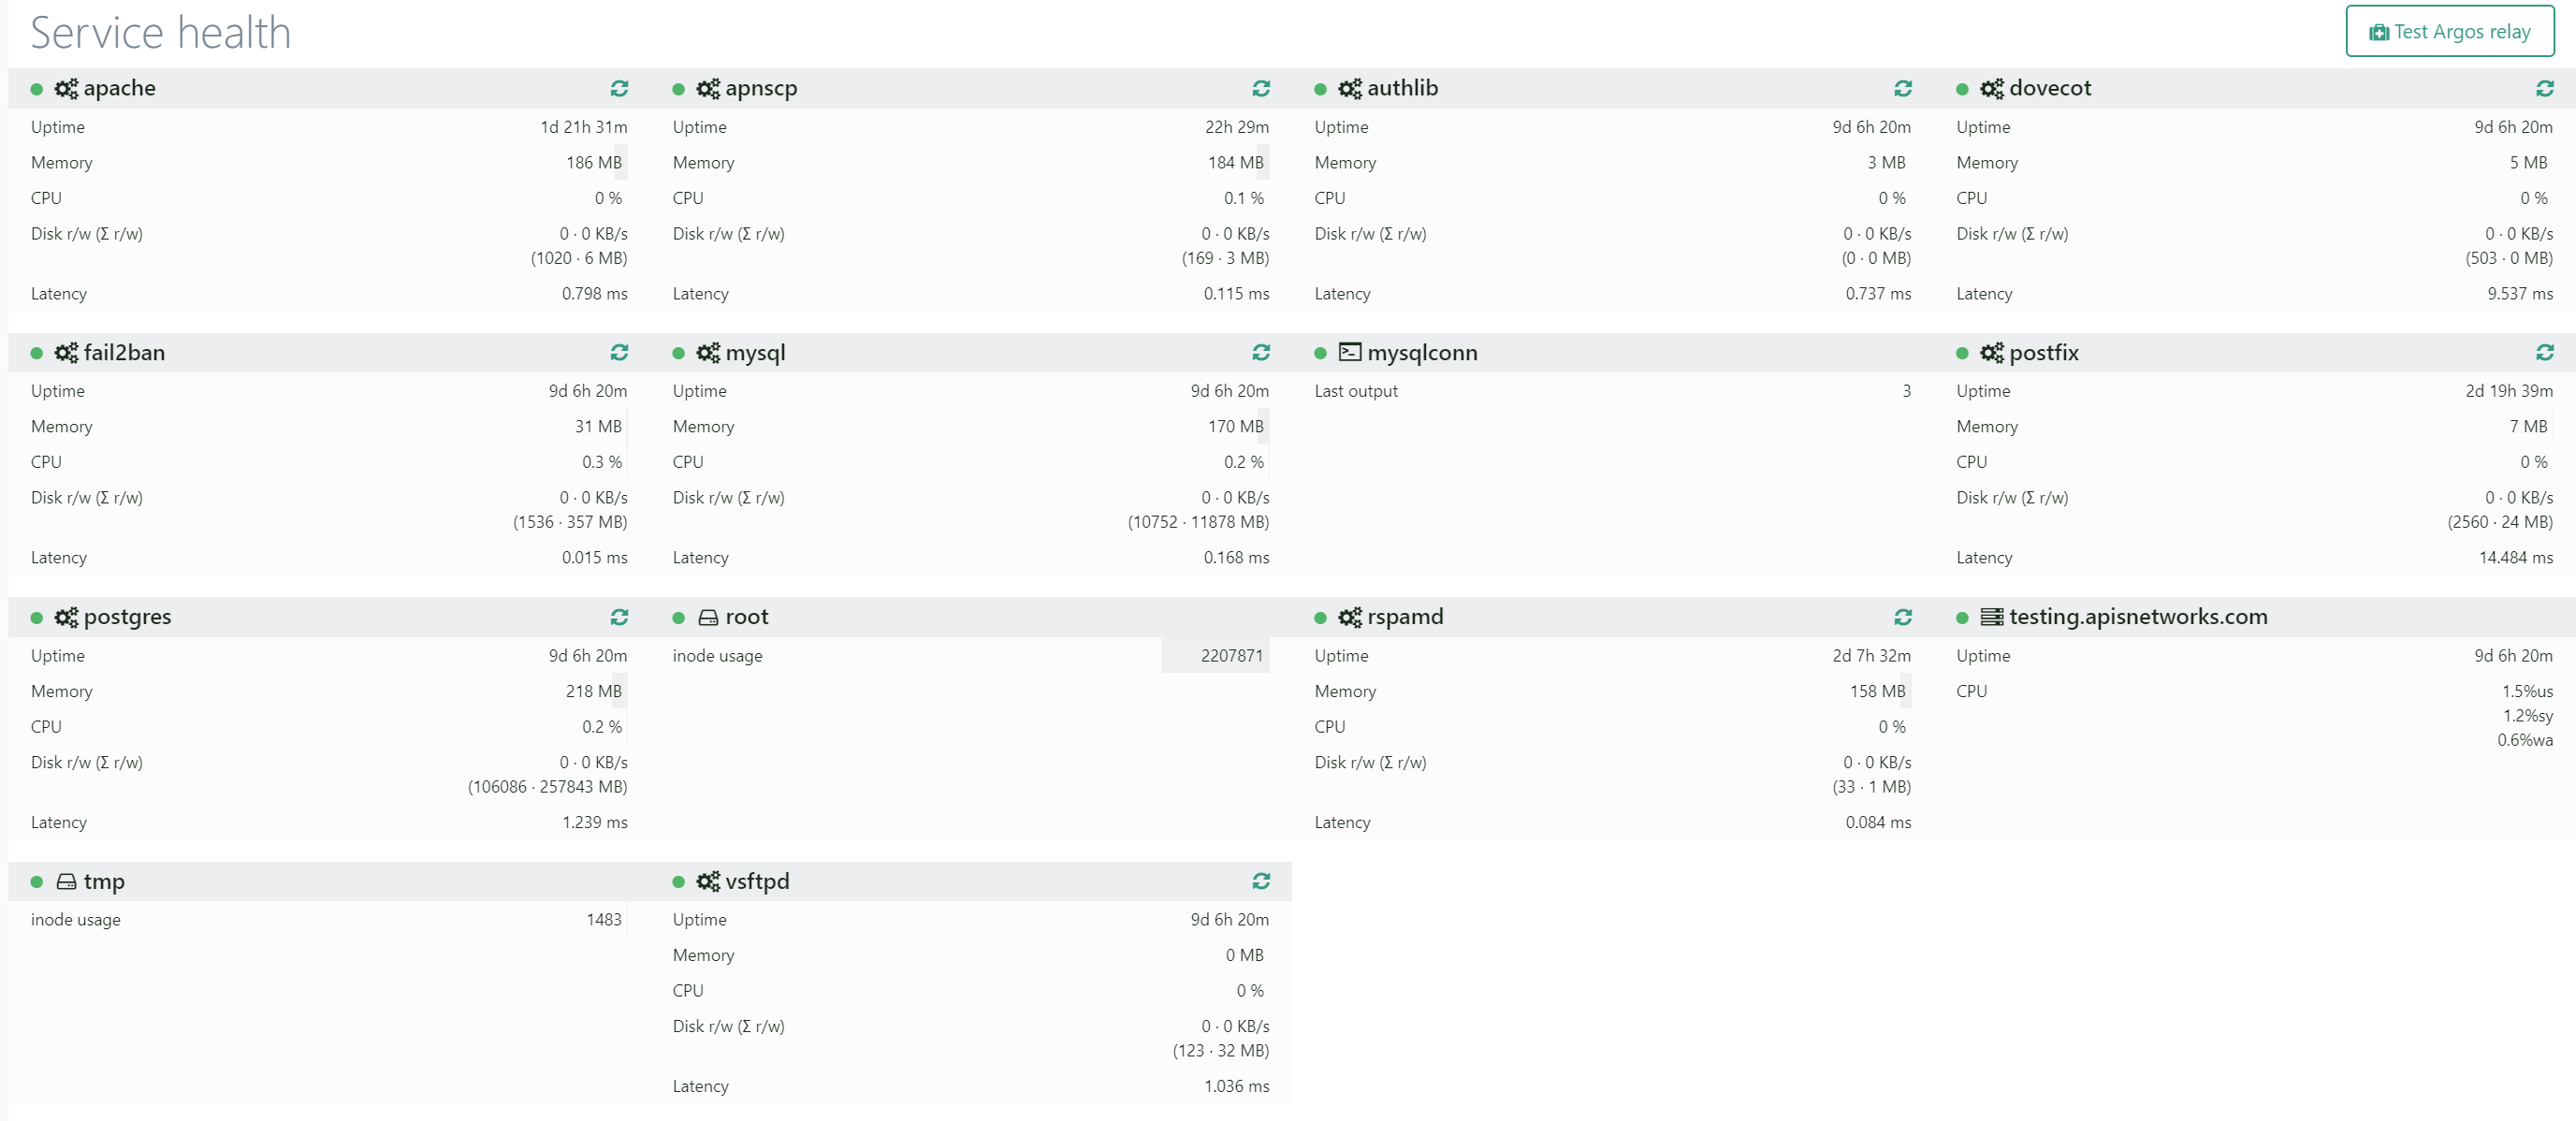 Service health
Test Argos relay
apache
Uptime 1d 21h 31m
Memory 186 MB
CPU 0 %
Disk r/w (Σ r/w) 0 · 0 KB/s
(1020 · 6 MB)
Latency 0.798 ms
apnscp
Uptime 22h 29m
Memory 184 MB
CPU 0.1 %
Disk r/w (Σ r/w) 0 · 0 KB/s
(169 · 3 MB)
Latency 0.115 ms
authlib
Uptime 9d 6h 20m
Memory 3 MB
CPU 0 %
Disk r/w (Σ r/w) 0 · 0 KB/s
(0 · 0 MB)
Latency 0.737 ms
dovecot
Uptime 9d 6h 20m
Memory 5 MB
CPU 0 %
Disk r/w (Σ r/w) 0 · 0 KB/s
(503 · 0 MB)
Latency 9.537 ms
fail2ban
Uptime 9d 6h 20m
Memory 31 MB
CPU 0.3 %
Disk r/w (Σ r/w) 0 · 0 KB/s
(1536 · 357 MB)
Latency 0.015 ms
mysql
Uptime 9d 6h 20m
Memory 170 MB
CPU 0.2 %
Disk r/w (Σ r/w) 0 · 0 KB/s
(10752 · 11878 MB)
Latency 0.168 ms
mysqlconn
Last output 3
postfix
Uptime 2d 19h 39m
Memory 7 MB
CPU 0 %
Disk r/w (Σ r/w) 0 · 0 KB/s
(2560 · 24 MB)
Latency 14.484 ms
postgres
Uptime 9d 6h 20m
Memory 218 MB
CPU 0.2 %
Disk r/w (Σ r/w) 0 · 0 KB/s
(106086 · 257843 MB)
Latency 1.239 ms
root
inode usage 2207871
rspamd
Uptime 2d 7h 32m
Memory 158 MB
CPU 0 %
Disk r/w (Σ r/w) 0 · 0 KB/s
(33 · 1 MB)
Latency 0.084 ms
testing.apisnetworks.com
Uptime 9d 6h 20m
CPU 1.5%us
1.2%sy
0.6%wa
tmp
inode usage 1483
vsftpd
Uptime 9d 6h 20m
Memory 0 MB
CPU 0 %
Disk r/w (Σ r/w) 0 · 0 KB/s
(123 · 32 MB)
Latency 1.036 ms